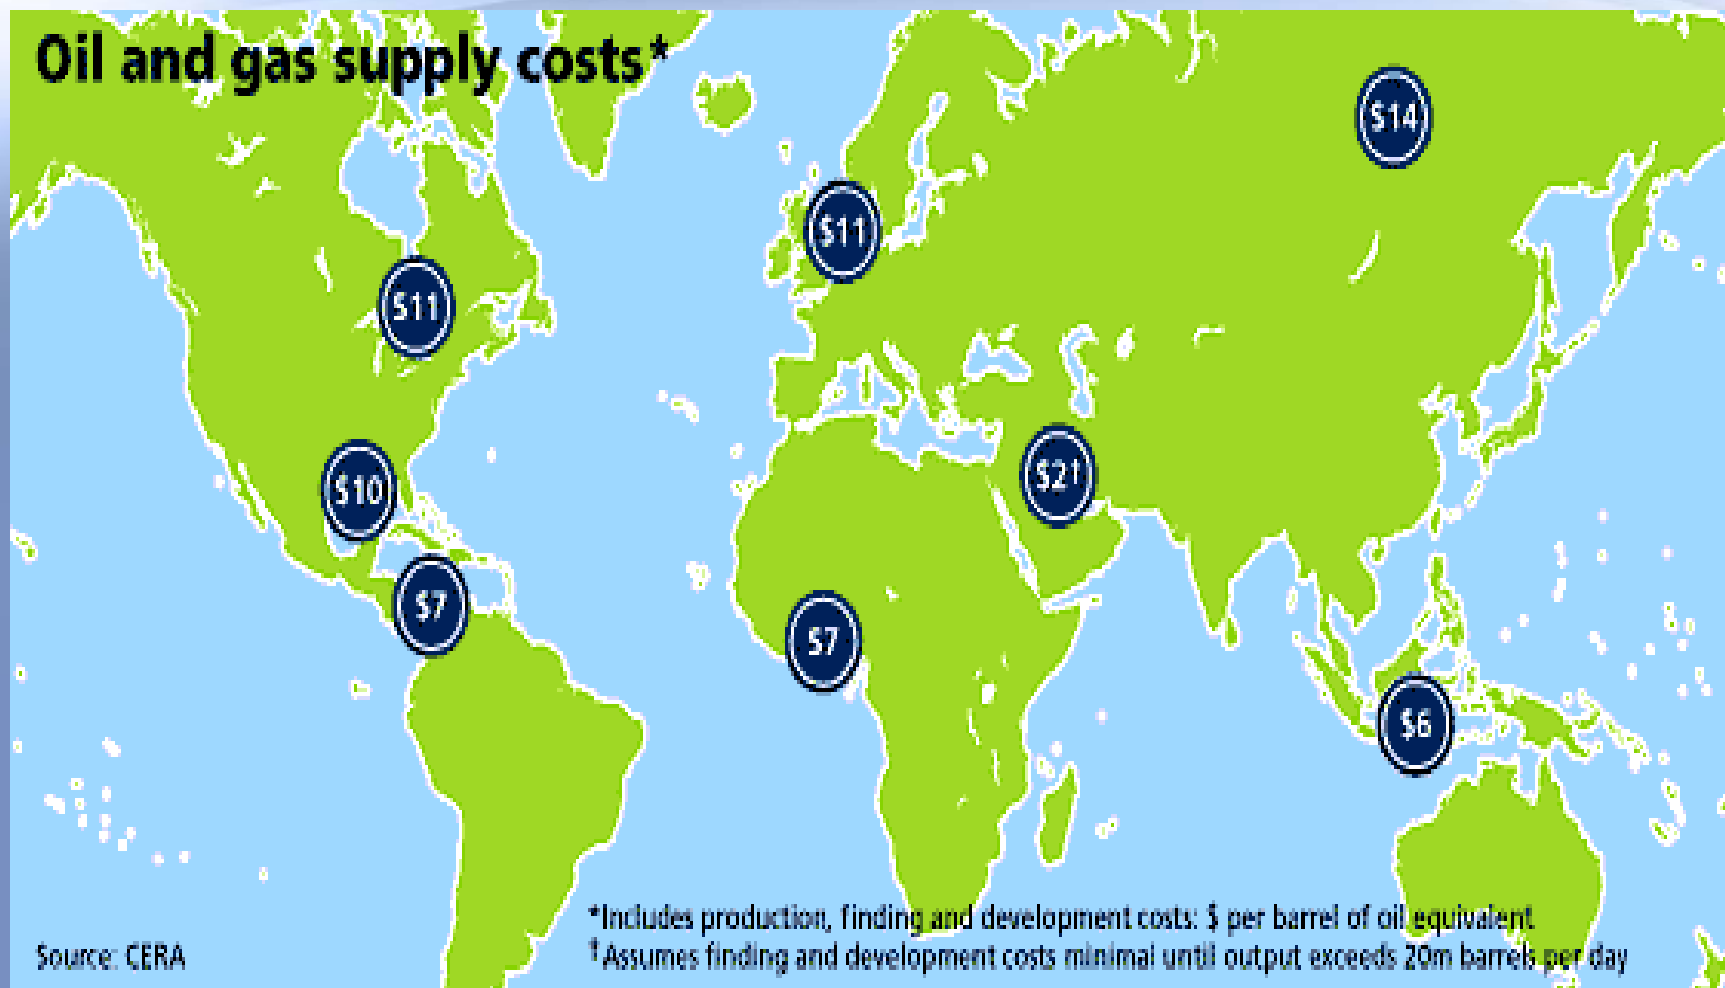 Oil and gas supply costs*
$14
$11
$11
$2†
$10
$7
$7
$6
*Includes production, finding and development costs: $ per barrel of oil equivalent
Source: CERA
†Assumes finding and development costs minimal until output exceeds 20m barrels per day